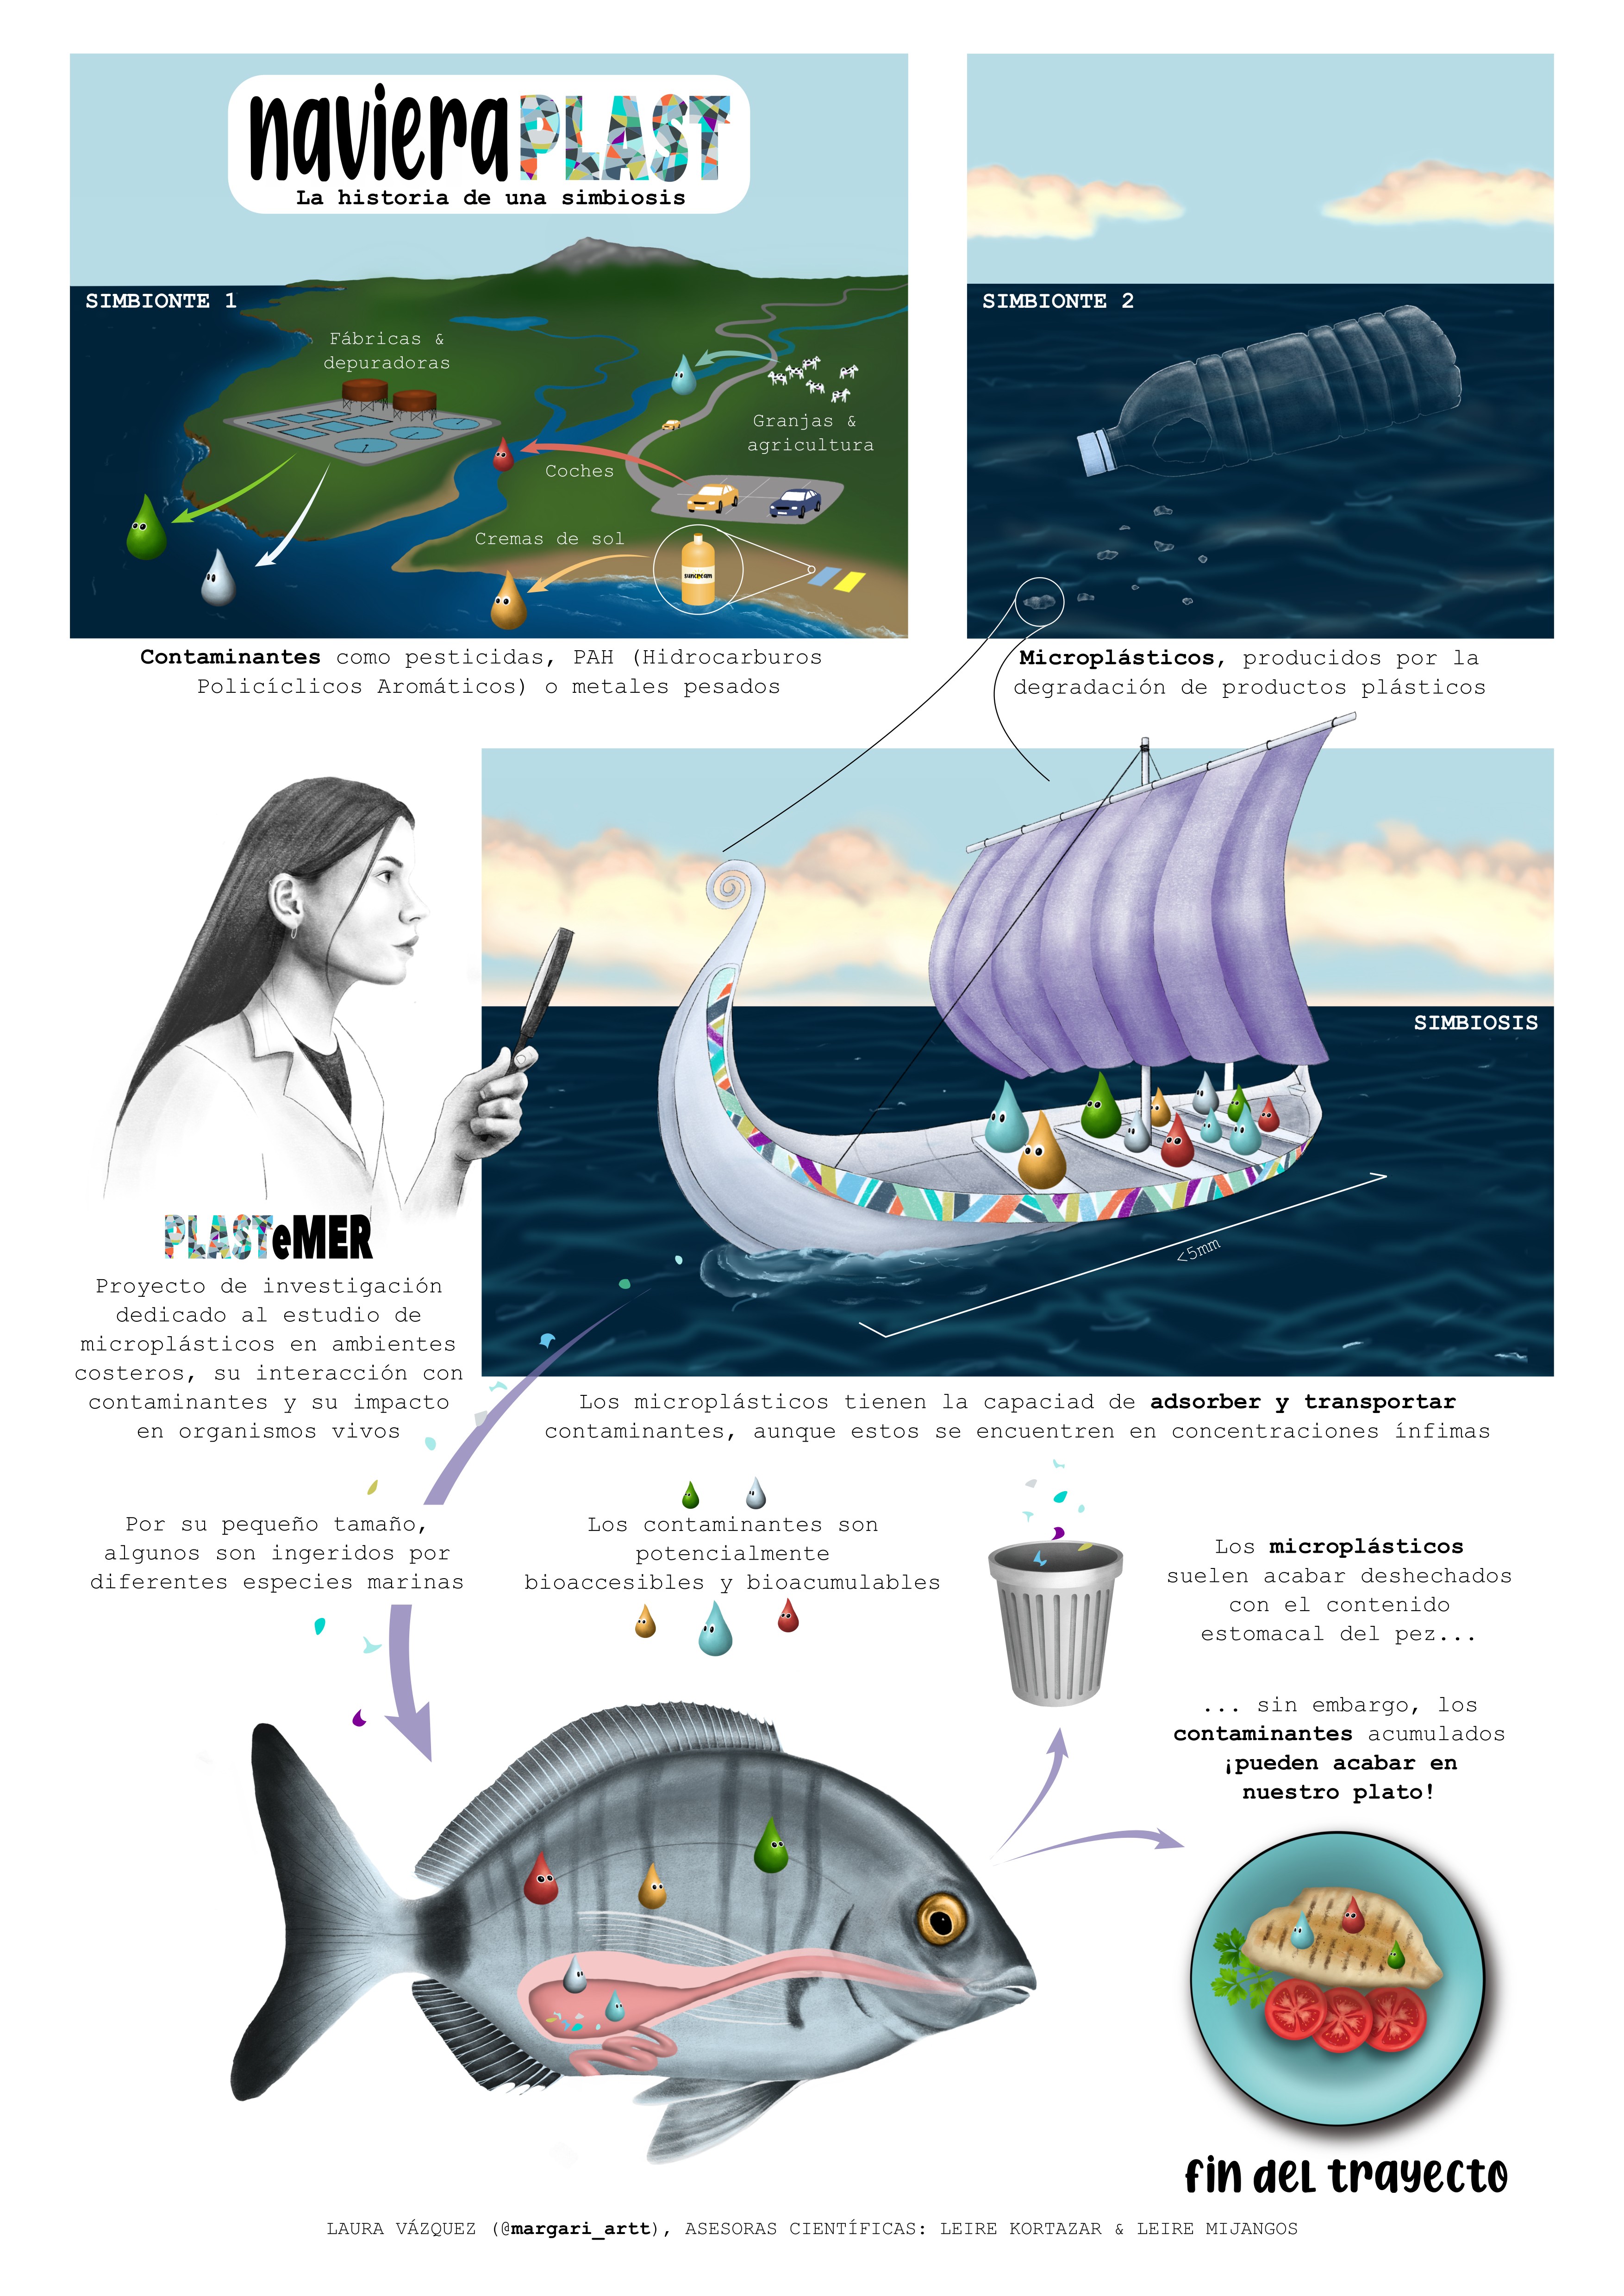 navieraPLAST
La historia de una simbiosis
SIMBIONTE 1
Fábricas &
depuradoras
Granjas &
agricultura
Coches
Cremas de sol
suncream
Contaminantes como pesticidas, PAH (Hidrocarburos
Policíclicos Aromáticos) o metales pesados
SIMBIONTE 2
Microplásticos, producidos por la
degradación de productos plásticos
SIMBIOSIS
<5mm
PLASTeMER
Proyecto de investigación
dedicado al estudio de
microplásticos en ambientes
costeros, su interacción con
contaminantes y su impacto
en organismos vivos
Los microplásticos tienen la capaciad de adsorber y transportar
contaminantes, aunque estos se encuentren en concentraciones ínfimas
Por su pequeño tamaño,
algunos son ingeridos por
diferentes especies marinas
Los contaminantes son
potencialmente
bioaccesibles y bioacumulables
Los microplásticos
suelen acabar deshechados
con el contenido
estomacal del pez...
... sin embargo, los
contaminantes acumulados
¡pueden acabar en
nuestro plato!
fin del trayecto
LAURA VÁZQUEZ (@margari_artt), ASESORAS CIENTÍFICAS: LEIRE KORTAZAR & LEIRE MIJANGOS